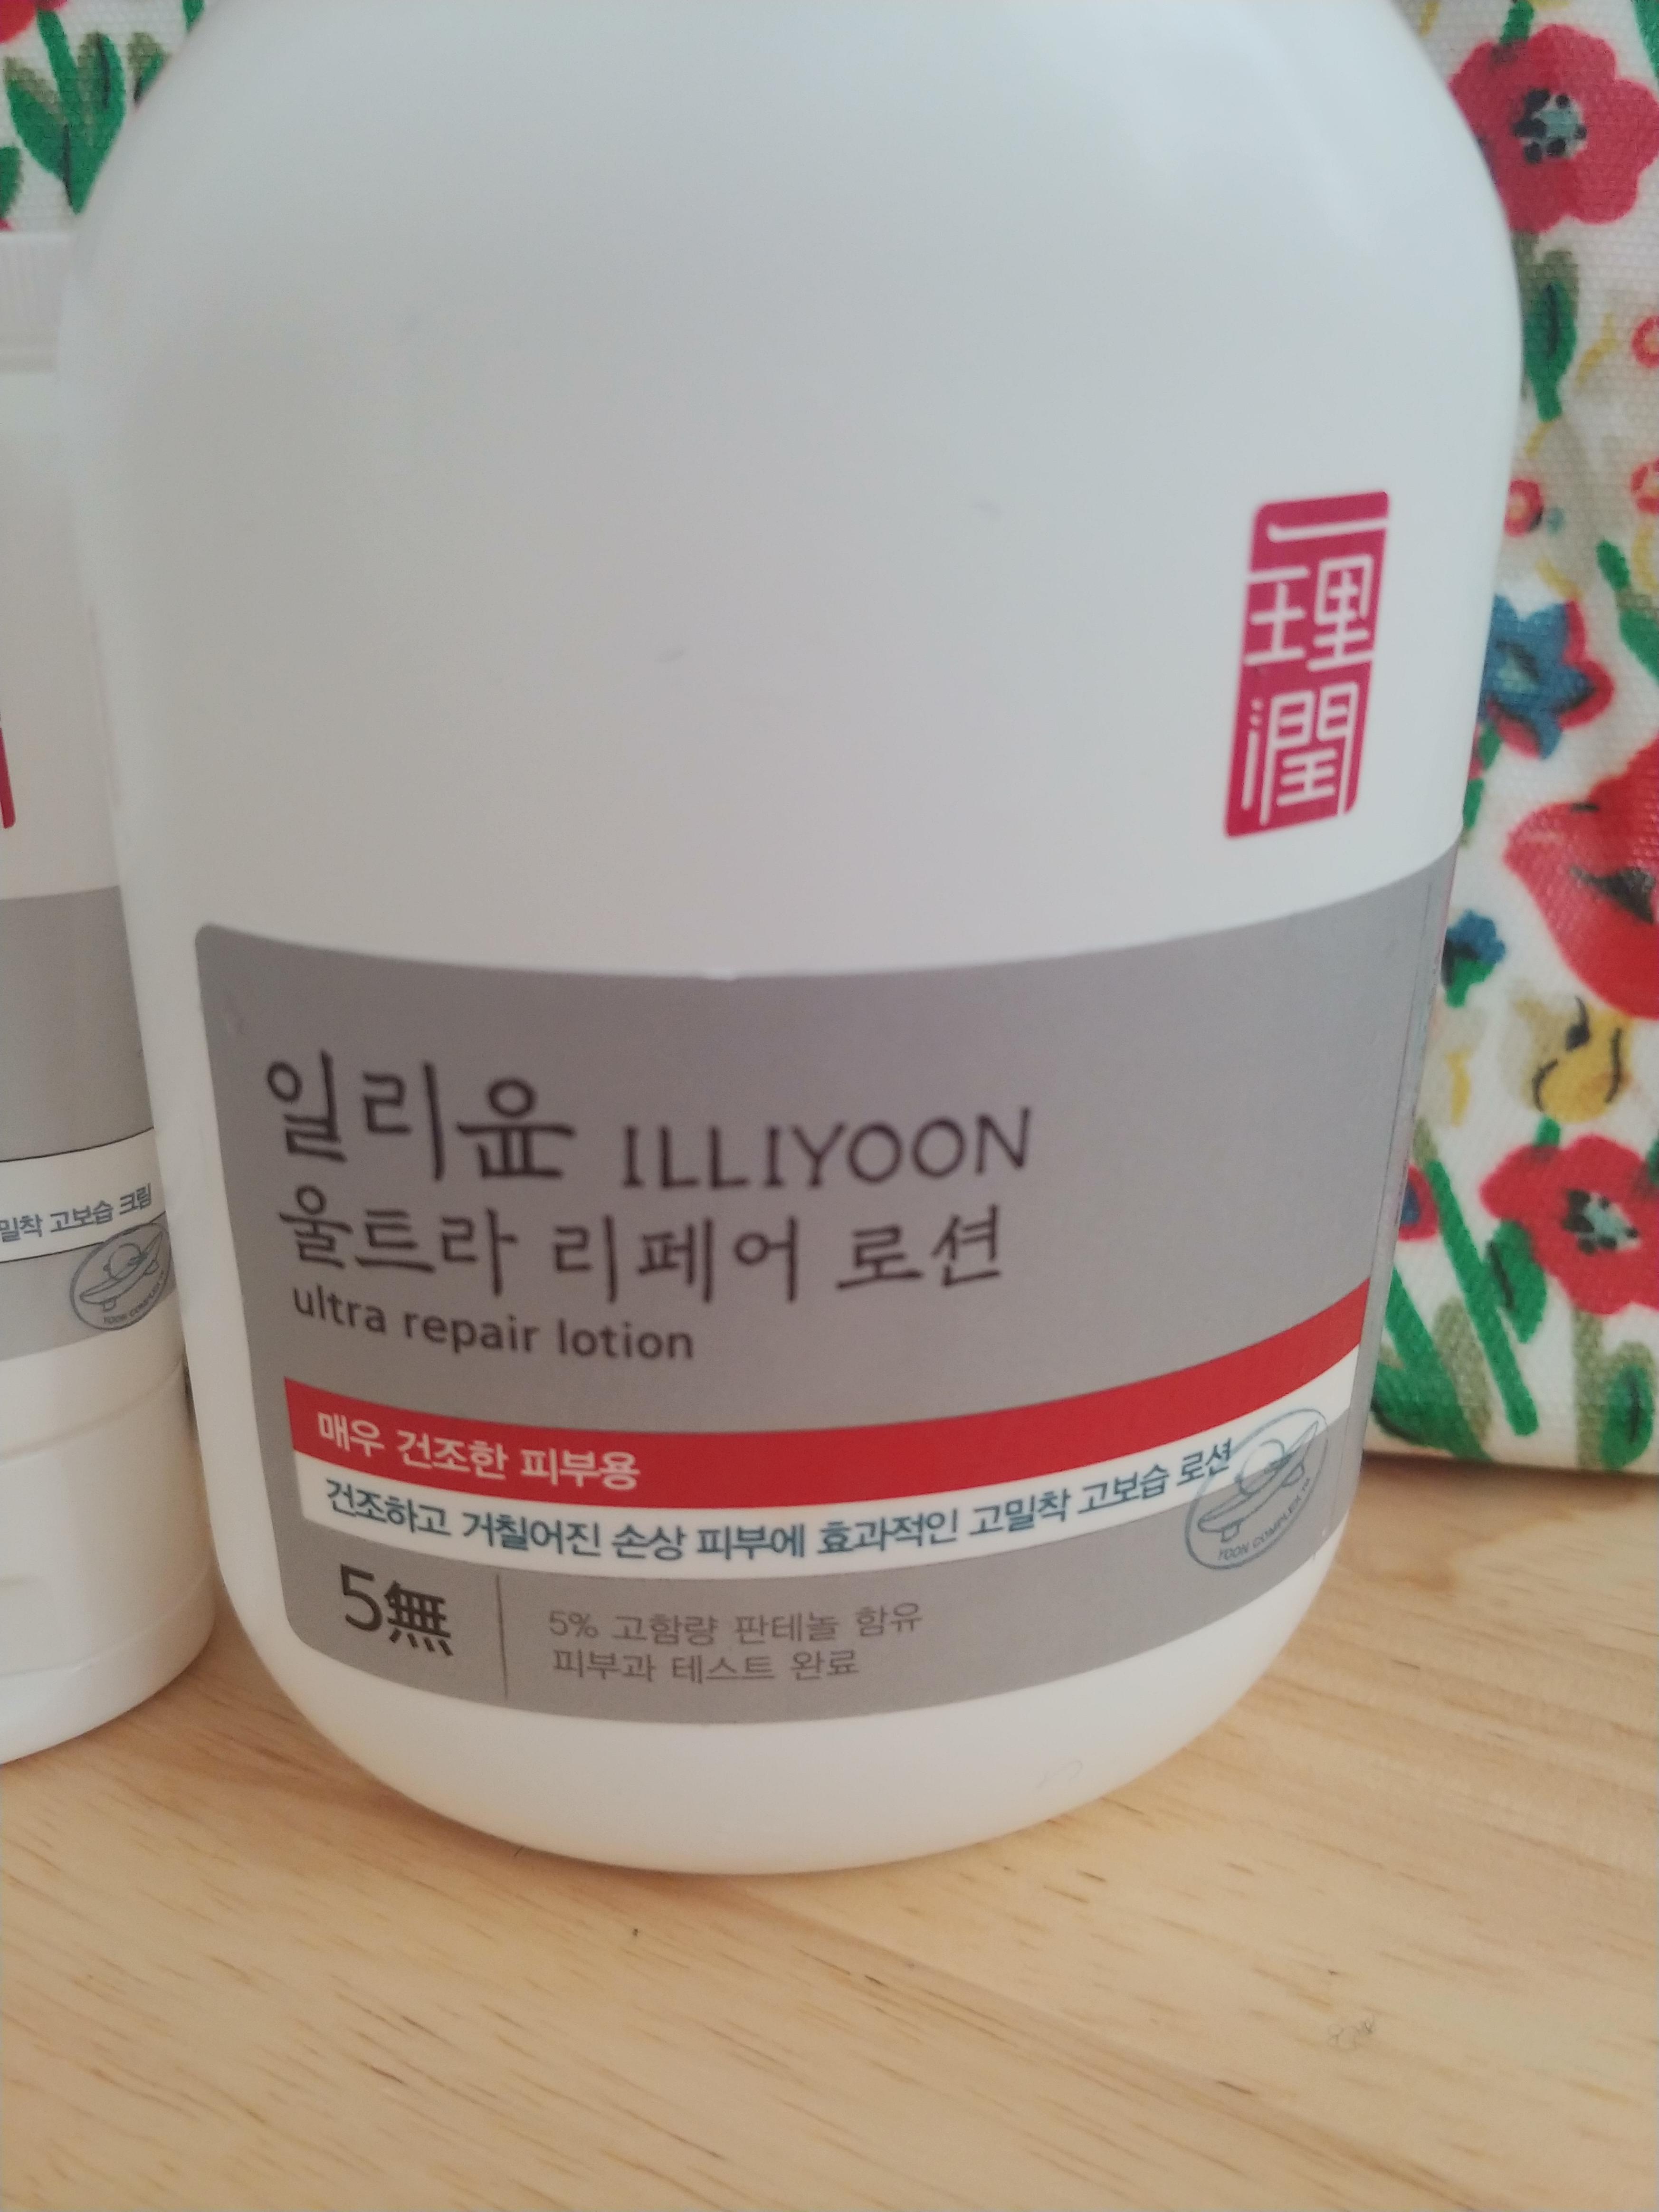 一理潤
일리윤 ILLIYOON
울트라 리페어 로션
ultra repair lotion
매우 건조한 피부용
건조하고 거칠어진 손상 피부에 효과적인 고밀착 고보습 로션
YOON COMPLEX
5無
5% 고함량 판테놀 함유
피부과 테스트 완료
밀착 고보습 크림
YOON COMPLEX